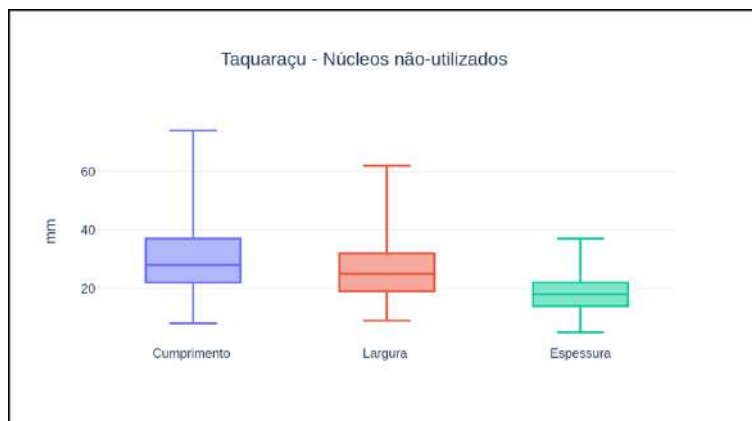 Taquaraçu - Núcleos não-utilizados
60
40
20
mm
Cumprimento Largura Espessura